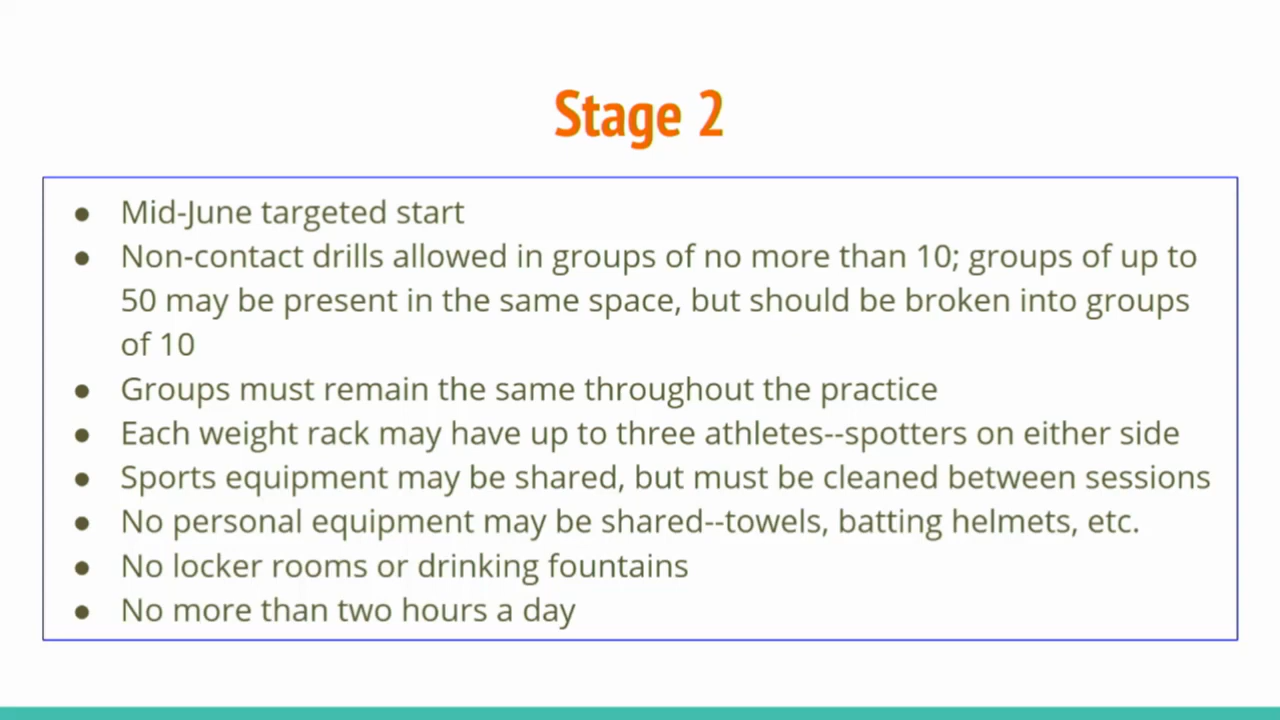 Stage 2
● Mid-June targeted start
● Non-contact drills allowed in groups of no more than 10; groups of up to
50 may be present in the same space, but should be broken into groups
of 10
● Groups must remain the same throughout the practice
● Each weight rack may have up to three athletes--spotters on either side
● Sports equipment may be shared, but must be cleaned between sessions
● No personal equipment may be shared--towels, batting helmets, etc.
● No locker rooms or drinking fountains
● No more than two hours a day